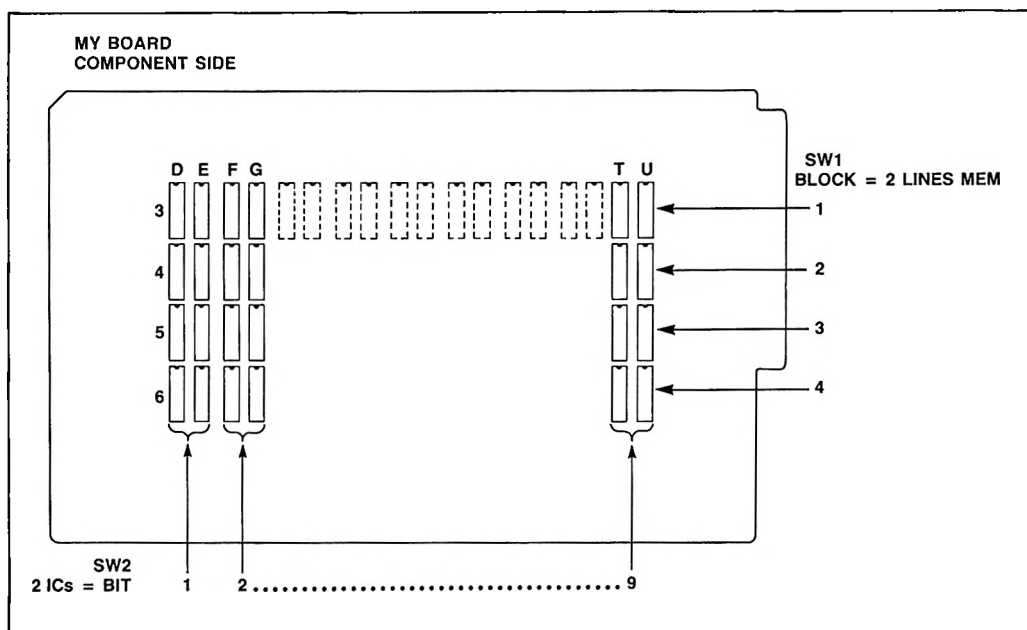 MY BOARD
COMPONENT SIDE
D E F G T U
SW1
BLOCK = 2 LINES MEM
3
1
4
2
5
3
6
4
SW2
2 ICs = BIT 1 2 9